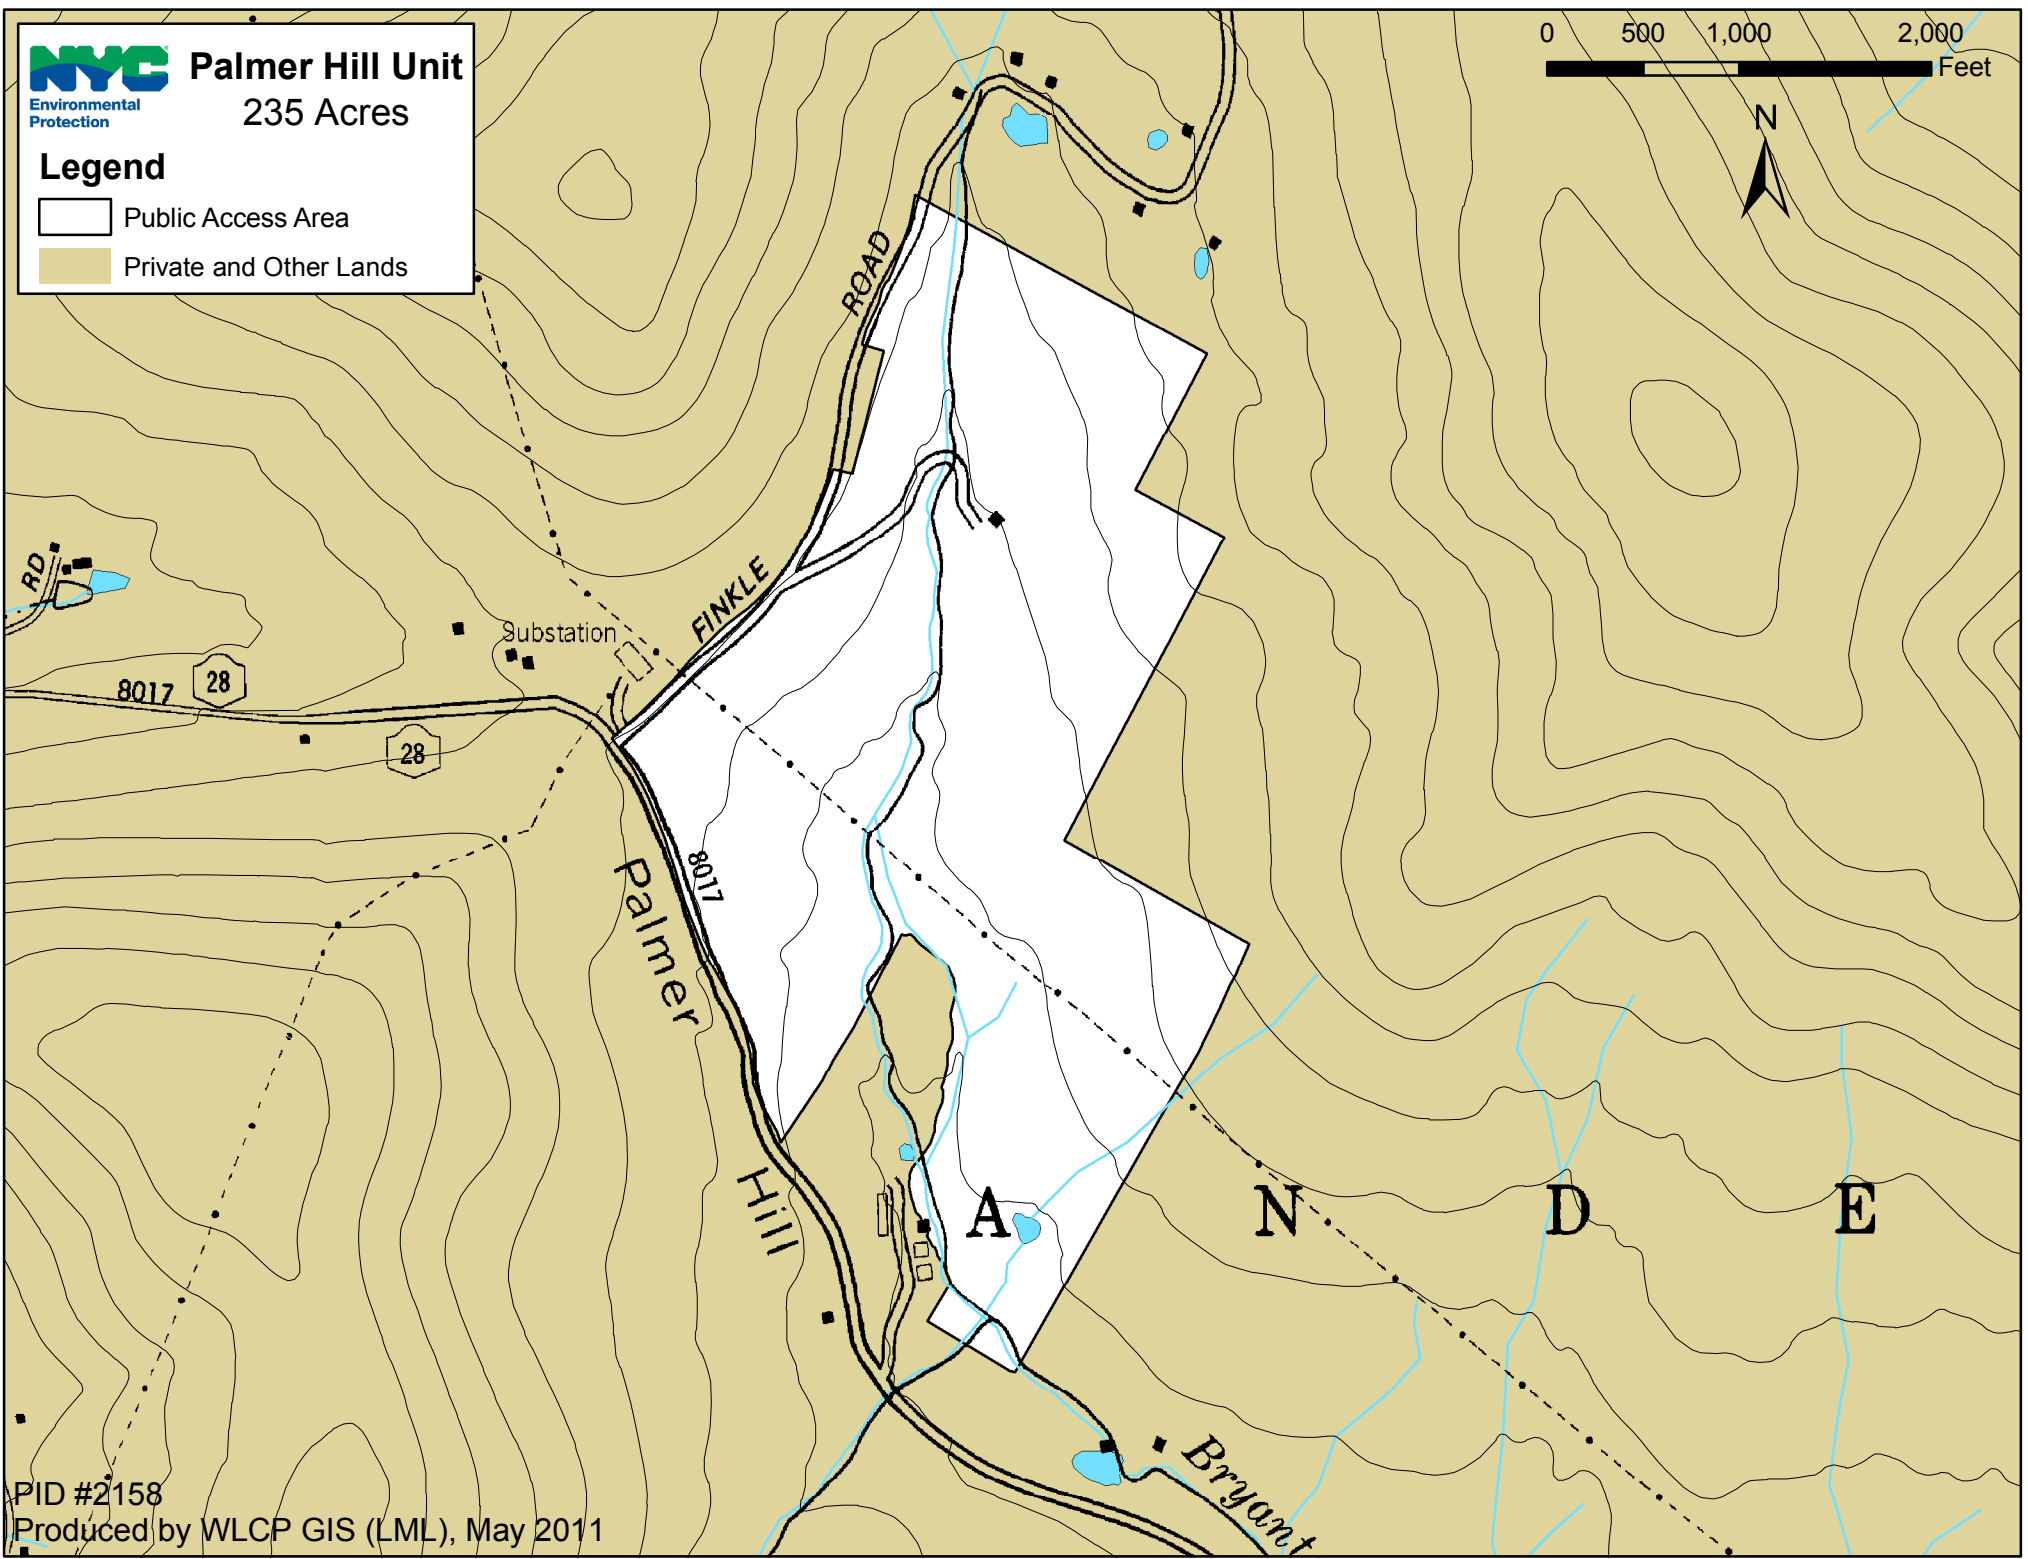 NYC
Environmental
Protection
Palmer Hill Unit
235 Acres
Legend
Public Access Area
Private and Other Lands
0 500 1,000 2,000
Feet
N
ROAD
FINKLE
RD
Substation
8017
28
28
8017
Palmer
Hill
A N D E
Bryant
PID #2158
Produced by WLCP GIS (LML), May 2011